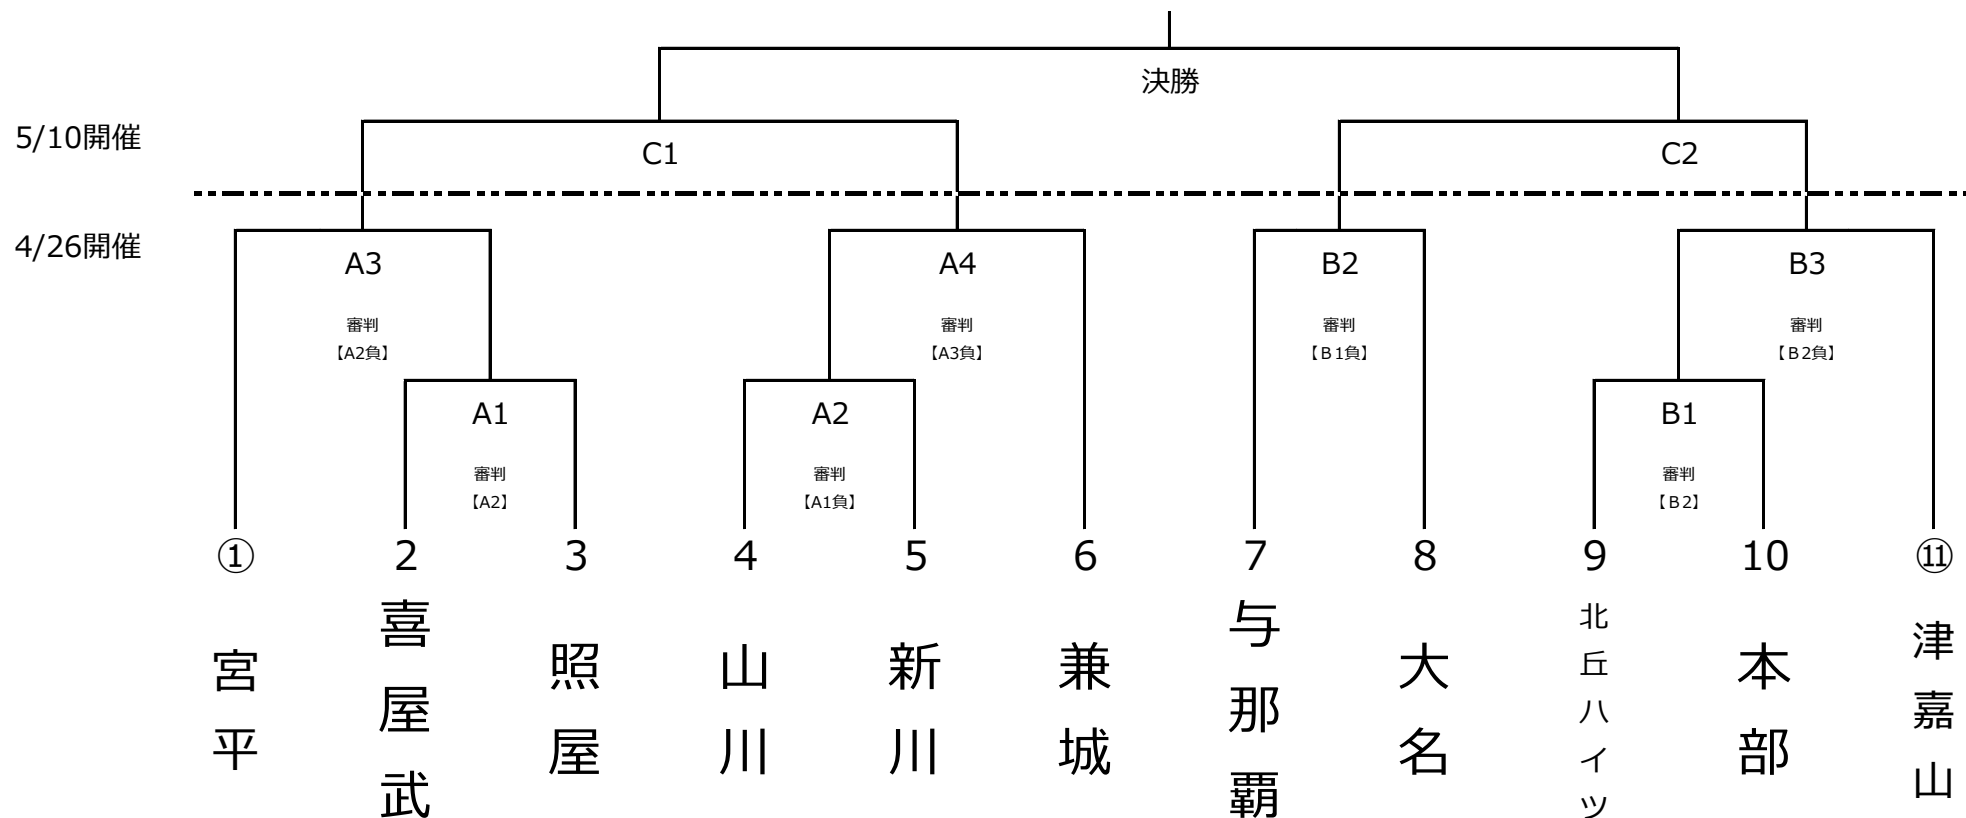 決勝
5/10開催
C1
C2
4/26開催
A3
A4
B2
B3
審判
【A2負】
審判
【A3負】
審判
【Ｂ1負】
審判
【Ｂ2負】
A1
A2
B1
審判
【A2】
審判
【A1負】
審判
【Ｂ2】
①
2
3
4
5
6
7
8
9
10
⑪
宮平
喜屋武
照屋
山川
新川
兼城
与那覇
大名
北丘ハイツ
本部
津嘉山